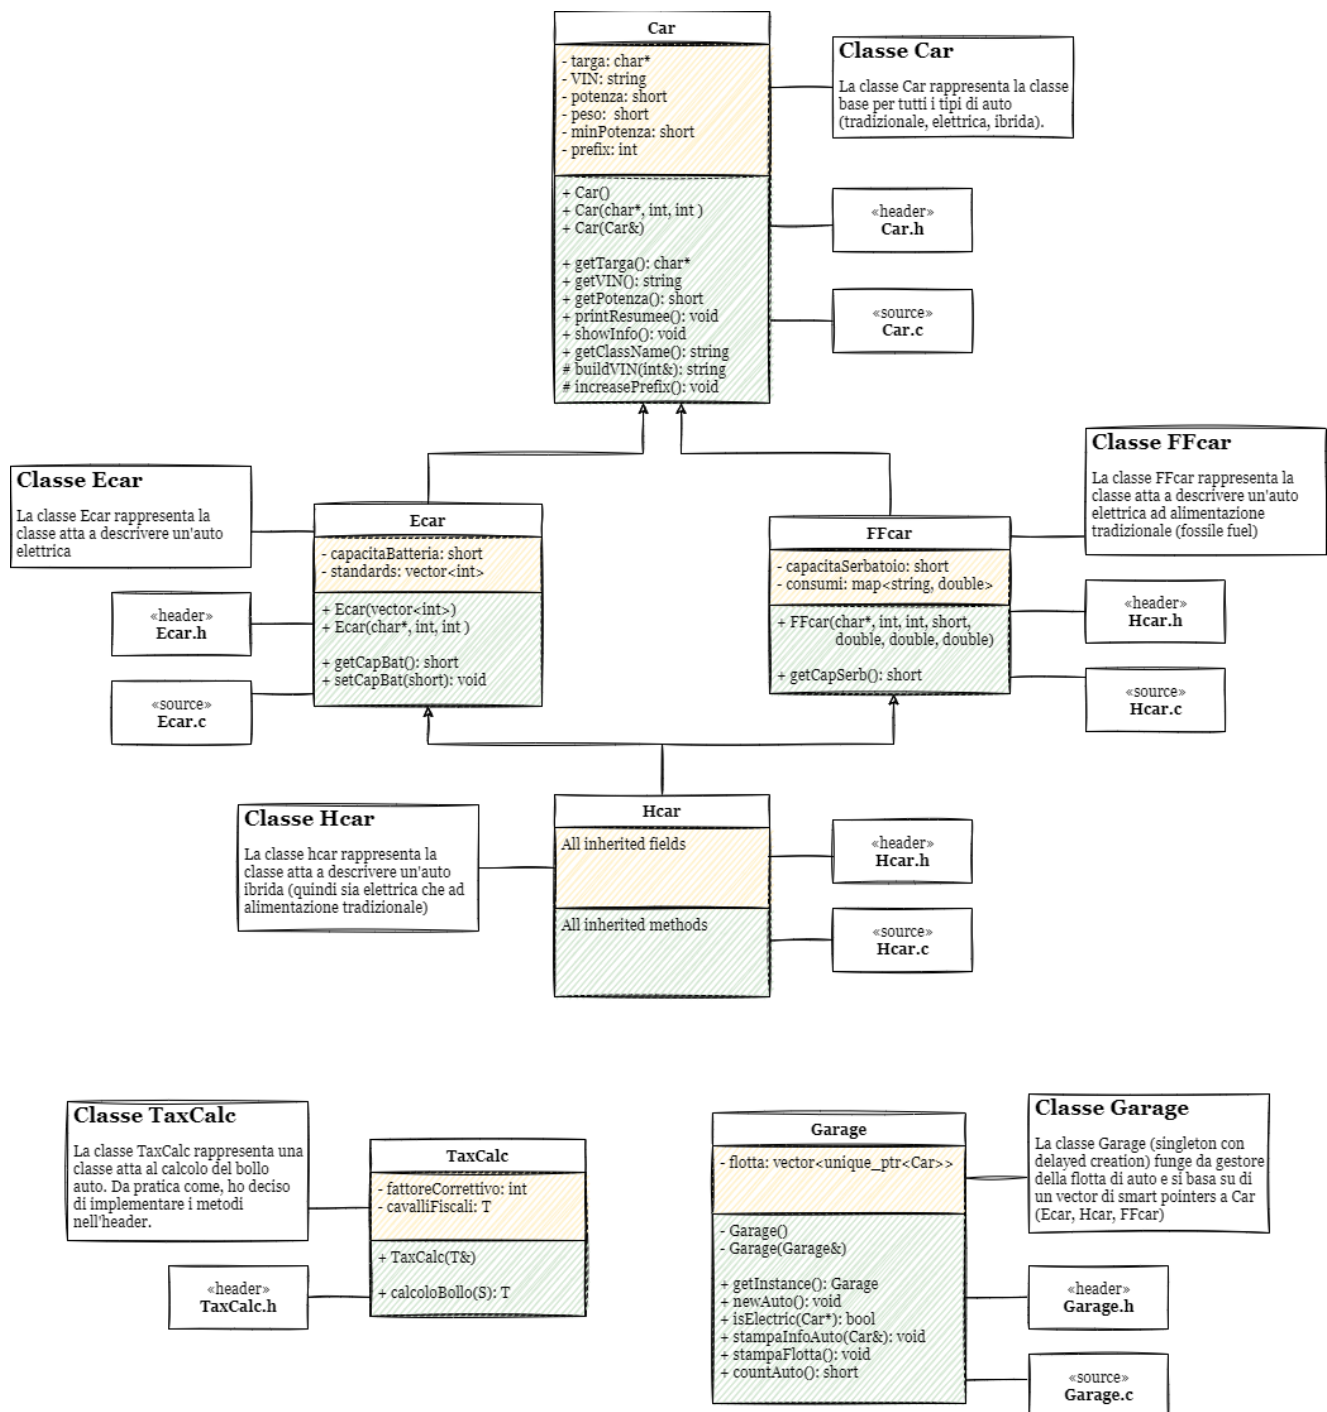 Car
- targa: char*
- VIN: string
- potenza: short
- peso:  short
- minPotenza: short
- prefix: int
+ Car()
+ Car(char*, int, int )
+ Car(Car&)
+ getTarga(): char*
+ getVIN(): string
+ getPotenza(): short
+ printResumee(): void
+ showInfo(): void
+ getClassName(): string
# buildVIN(int&): string
# increasePrefix(): void
Classe Car
La classe Car rappresenta la classe
base per tutti i tipi di auto
(tradizionale, elettrica, ibrida).
«header»
Car.h
«source»
Car.c
Classe Ecar
La classe Ecar rappresenta la
classe atta a descrivere un'auto
elettrica
«header»
Ecar.h
«source»
Ecar.c
Ecar
- capacitaBatteria: short
- standards: vector<int>
+ Ecar(vector<int>)
+ Ecar(char*, int, int )
+ getCapBat(): short
+ setCapBat(short): void
FFcar
- capacitaSerbatoio: short
- consumi: map<string, double>
+ FFcar(char*, int, int, short,
double, double, double)
+ getCapSerb(): short
Classe FFcar
La classe FFcar rappresenta la
classe atta a descrivere un'auto
elettrica ad alimentazione
tradizionale (fossile fuel)
«header»
Hcar.h
«source»
Hcar.c
Classe Hcar
La classe hcar rappresenta la
classe atta a descrivere un'auto
ibrida (quindi sia elettrica che ad
alimentazione tradizionale)
Hcar
All inherited fields
All inherited methods
«header»
Hcar.h
«source»
Hcar.c
Classe TaxCalc
La classe TaxCalc rappresenta una
classe atta al calcolo del bollo
auto. Da pratica come, ho deciso
di implementare i metodi
nell'header.
«header»
TaxCalc.h
TaxCalc
- fattoreCorrettivo: int
- cavalliFiscali: T
+ TaxCalc(T&)
+ calcoloBollo(S): T
Garage
- flotta: vector<unique_ptr<Car>>
- Garage()
- Garage(Garage&)
+ getInstance(): Garage
+ newAuto(): void
+ isElectric(Car*): bool
+ stampaInfoAuto(Car&): void
+ stampaFlotta(): void
+ countAuto(): short
Classe Garage
La classe Garage (singleton con
delayed creation) funge da gestore
della flotta di auto e si basa su di
un vector di smart pointers a Car
(Ecar, Hcar, FFcar)
«header»
Garage.h
«source»
Garage.c